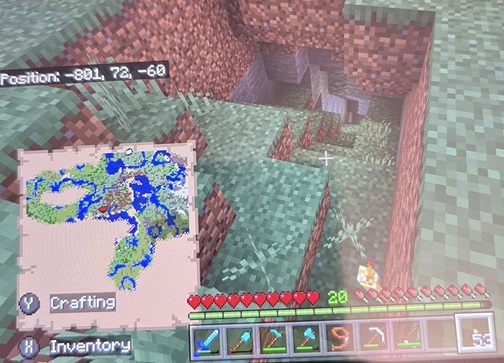 Position: -801, 72, -60
Y Crafting
20
X Inventory
53